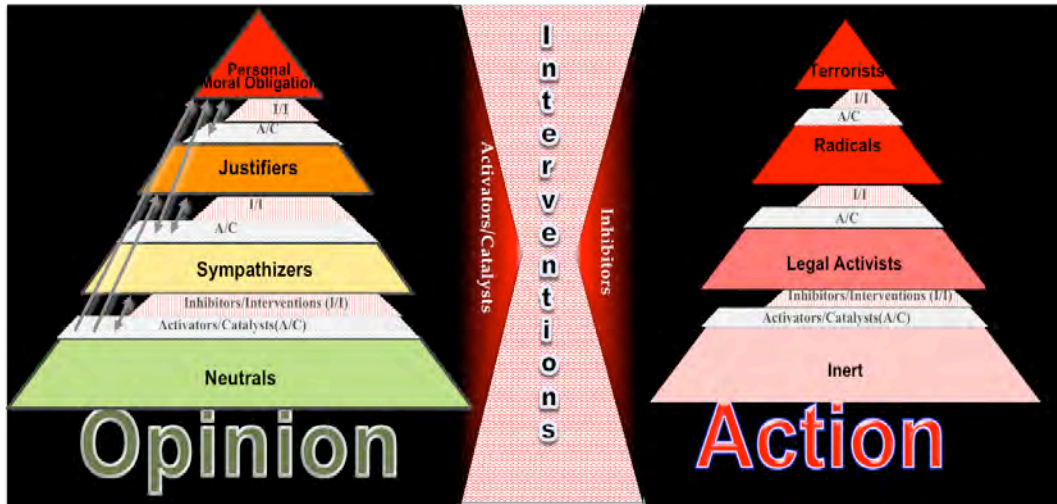 Personal
Moral Obligation
I/I
A/C
Justifiers
I/I
A/C
Sympathizers
Inhibitors/Interventions (I/I)
Activators/Catalysts(A/C)
Neutrals
Opinion
Activators/Catalysts
Interventions
Inhibitors
Terrorists
I/I
A/C
Radicals
I/I
A/C
Legal Activists
Inhibitors/Interventions (I/I)
Activators/Catalysts(A/C)
Inert
Action